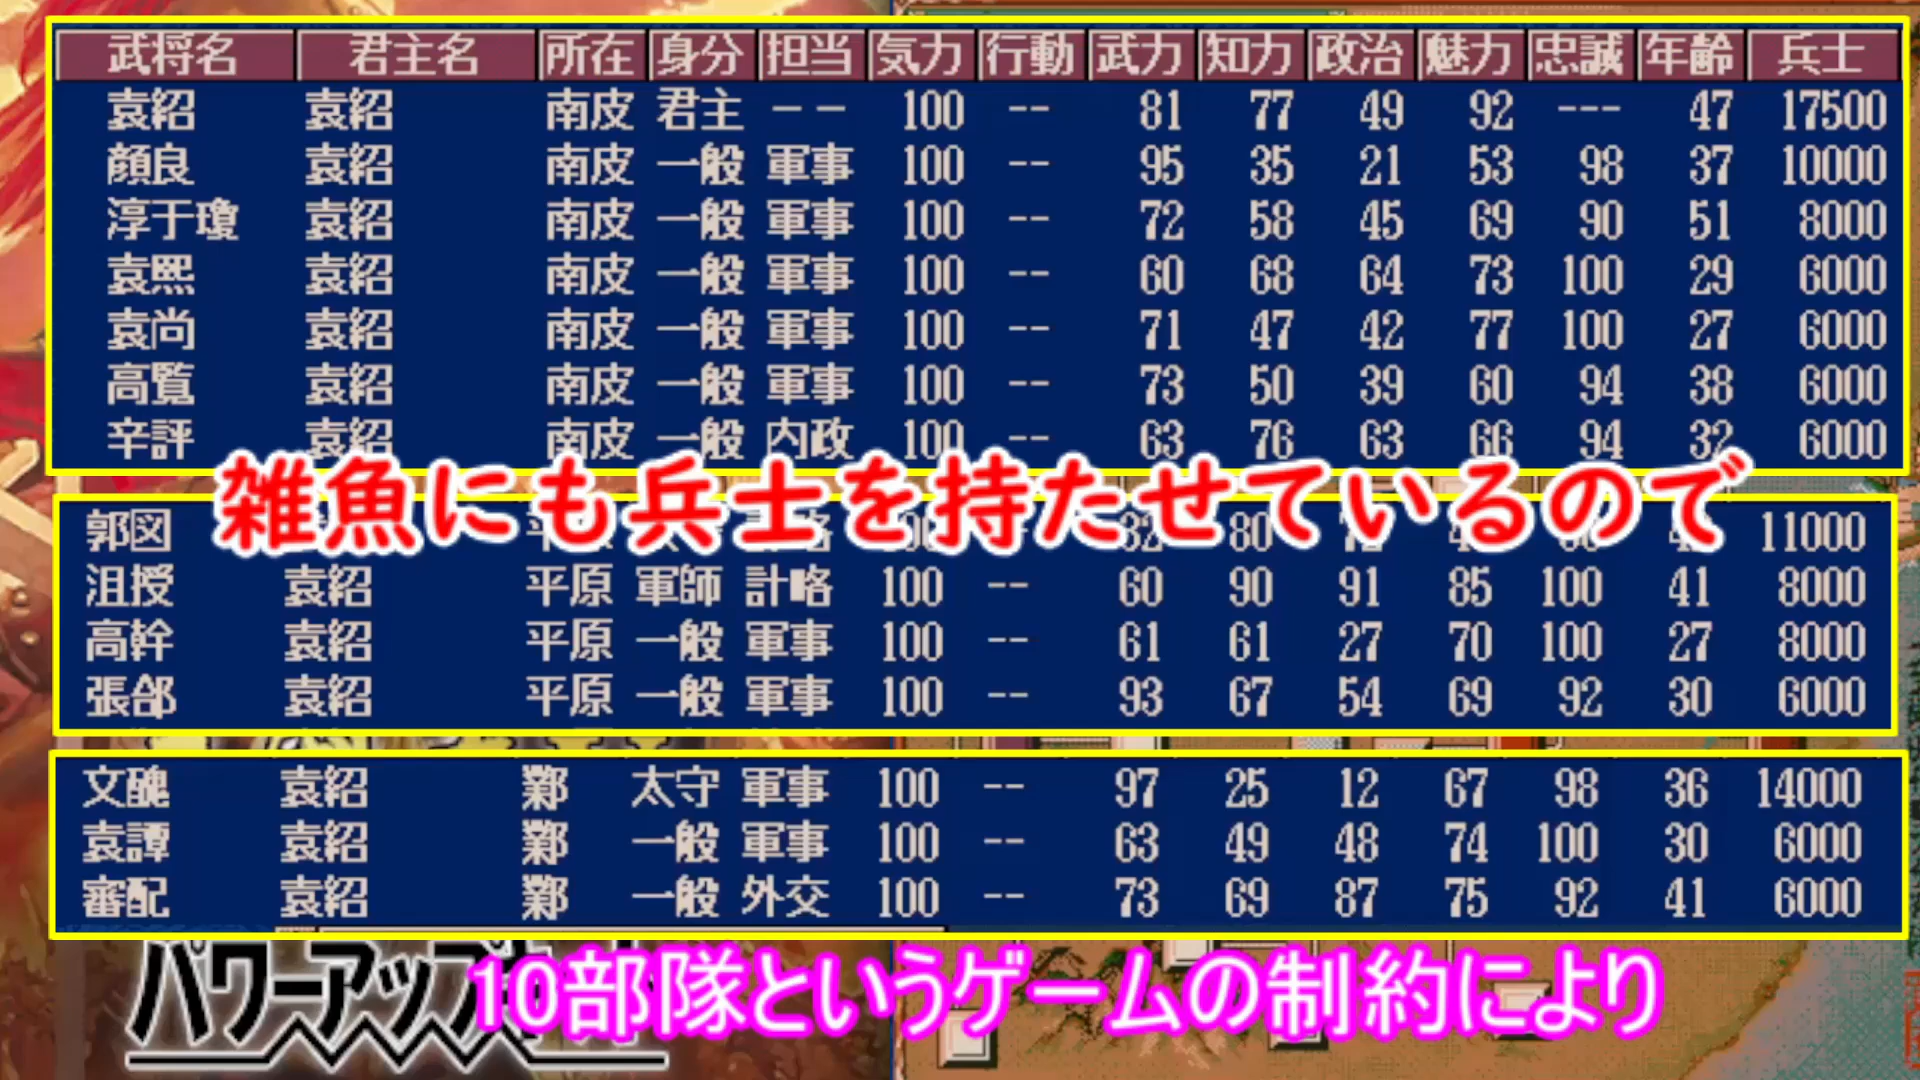 武将名 君主名 所在 身分 担当 気力 行動 武力 知力 政治 魅力 忠誠 年齢 兵士
袁紹 袁紹 南皮 君主 -- 100 -- 81 77 49 92 --- 47 17500
顔良 袁紹 南皮 一般 軍事 100 -- 95 35 21 53 98 37 10000
淳于瓊 袁紹 南皮 一般 軍事 100 -- 72 58 45 69 90 51 8000
袁熙 袁紹 南皮 一般 軍事 100 -- 60 68 64 73 100 29 6000
袁尚 袁紹 南皮 一般 軍事 100 -- 71 47 42 77 100 27 6000
高覧 袁紹 南皮 一般 軍事 100 -- 73 50 39 60 94 38 6000
辛評 袁紹 南皮 一般 内政 100 -- 63 76 63 66 94 32 6000
雑魚にも兵士を持たせているので
郭図 80 11000
沮授 袁紹 平原 軍師 計略 100 -- 60 90 91 85 100 41 8000
高幹 袁紹 平原 一般 軍事 100 -- 61 61 27 70 100 27 8000
張郃 袁紹 平原 一般 軍事 100 -- 93 67 54 69 92 30 6000
文醜 袁紹 鄴 太守 軍事 100 -- 97 25 12 67 98 36 14000
袁譚 袁紹 鄴 一般 軍事 100 -- 63 49 48 74 100 30 6000
審配 袁紹 鄴 一般 外交 100 -- 73 69 87 75 92 41 6000
パワーアップ
10部隊というゲームの制約により